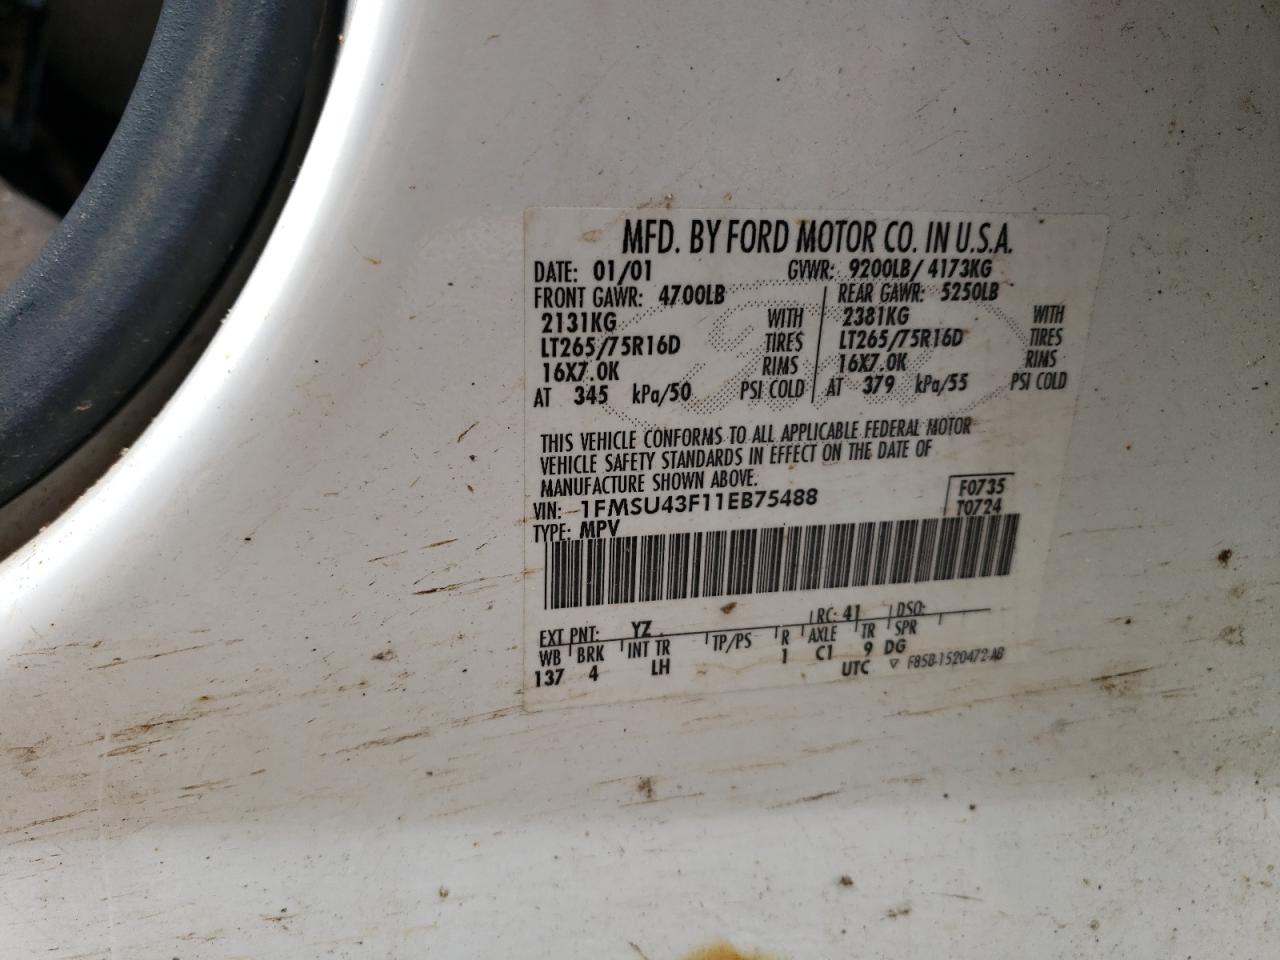 MFD. BY FORD MOTOR CO. IN U.S.A.
DATE: 01/01 GVWR: 9200LB/ 4173KG
FRONT GAWR: 4700LB REAR GAWR: 5250LB
2131KG WITH 2381KG WITH
LT265/75R16D TIRES LT265/75R16D TIRES
16X7.0K RIMS 16X7.0K RIMS
AT 345 kPa/50 PSI COLD AT 379 kPa/55 PSI COLD
THIS VEHICLE CONFORMS TO ALL APPLICABLE FEDERAL MOTOR
VEHICLE SAFETY STANDARDS IN EFFECT ON THE DATE OF
MANUFACTURE SHOWN ABOVE.
VIN: 1FMSU43F11EB75488 F0735
TYPE: MPV T0724
EXT PNT: YZ RC: 41 DSO:
WB BRK INT TR TP/PS R AXLE TR SPR
137 4 LH 1 C1 9 DG
UTC ▽ F85B-1520472-AB